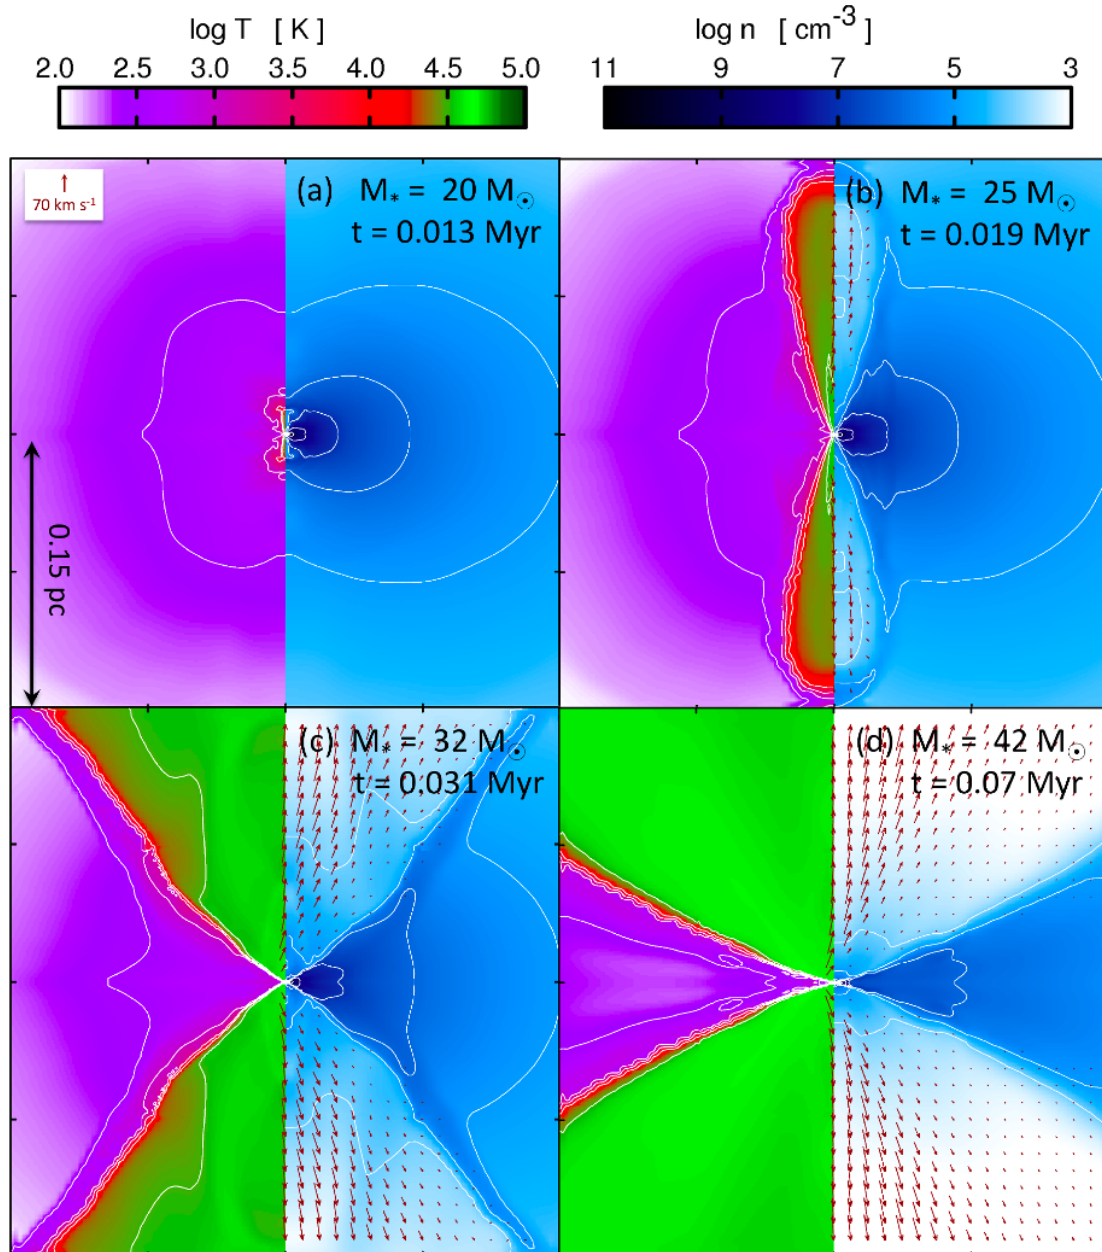 log T [ K ]
log n [ cm⁻³ ]
2.0 2.5 3.0 3.5 4.0 4.5 5.0
11 9 7 5 3
70 km s⁻¹
(a) M* = 20 M☉
t = 0.013 Myr
(b) M* = 25 M☉
t = 0.019 Myr
0.15 pc
(c) M* = 32 M☉
t = 0.031 Myr
(d) M* = 42 M☉
t = 0.07 Myr